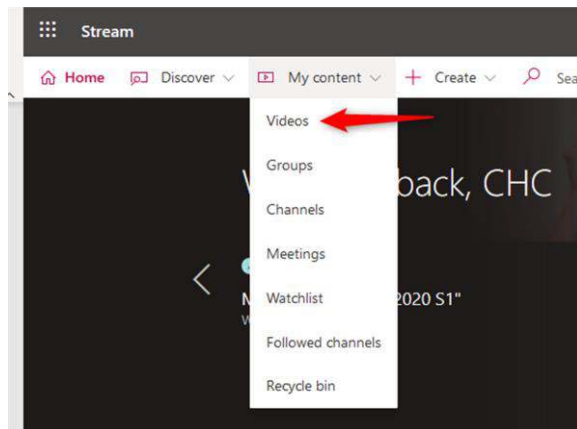 Stream
Home Discover My content Create Sea
Videos
Groups
back, CHC
Channels
Meetings
Watchlist
2020 S1"
Followed channels
Recycle bin